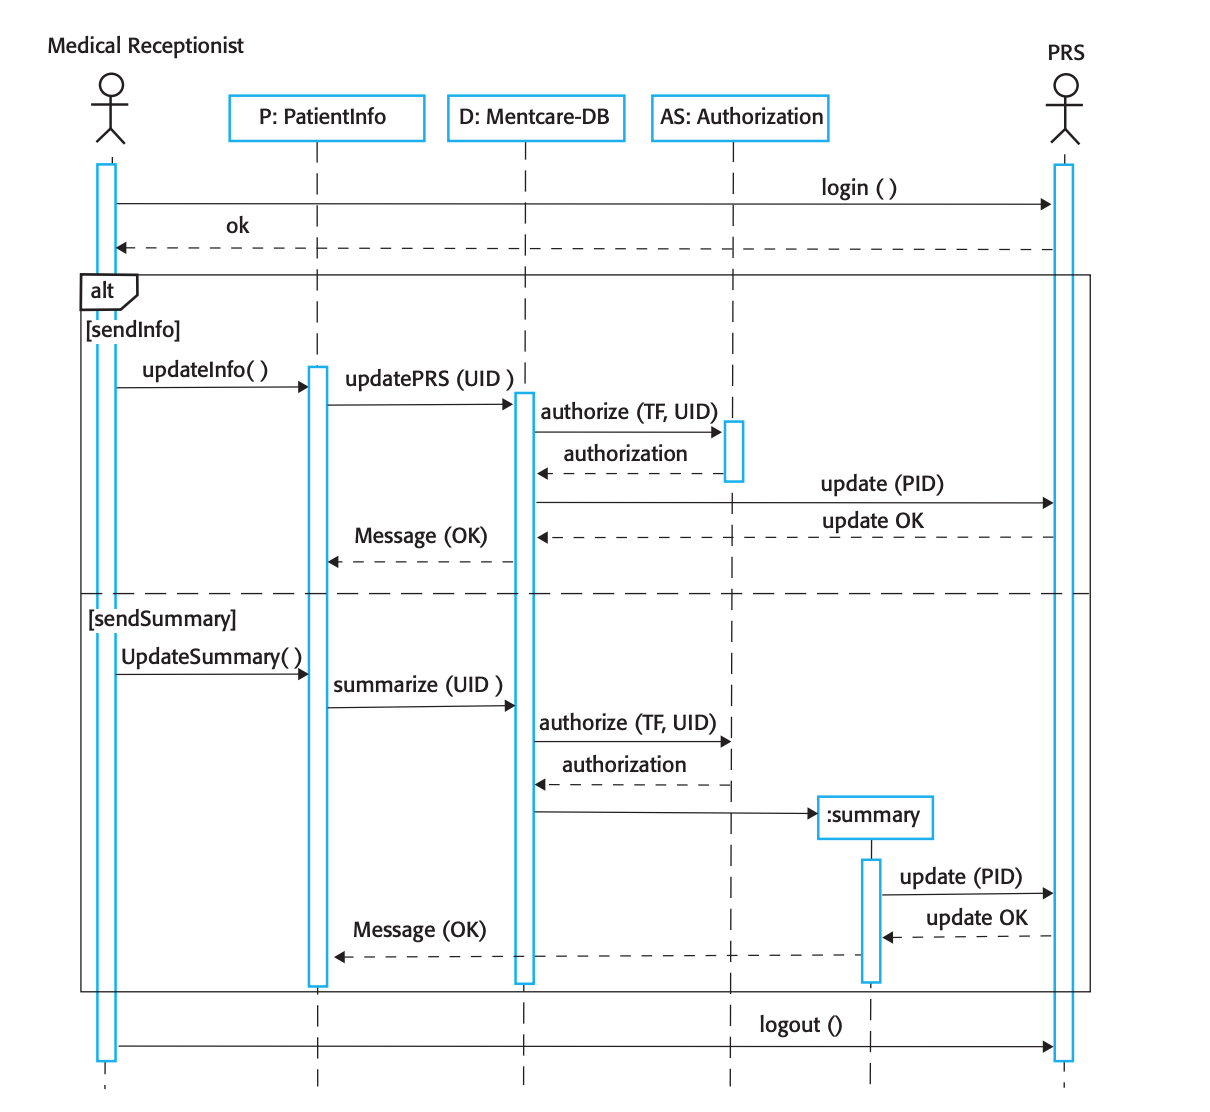 Medical Receptionist
PRS
P: PatientInfo
D: Mentcare-DB
AS: Authorization
login ( )
ok
alt
[sendInfo]
updateInfo( )
updatePRS (UID )
authorize (TF, UID)
authorization
update (PID)
update OK
Message (OK)
[sendSummary]
UpdateSummary( )
summarize (UID )
authorize (TF, UID)
authorization
:summary
update (PID)
update OK
Message (OK)
logout ()